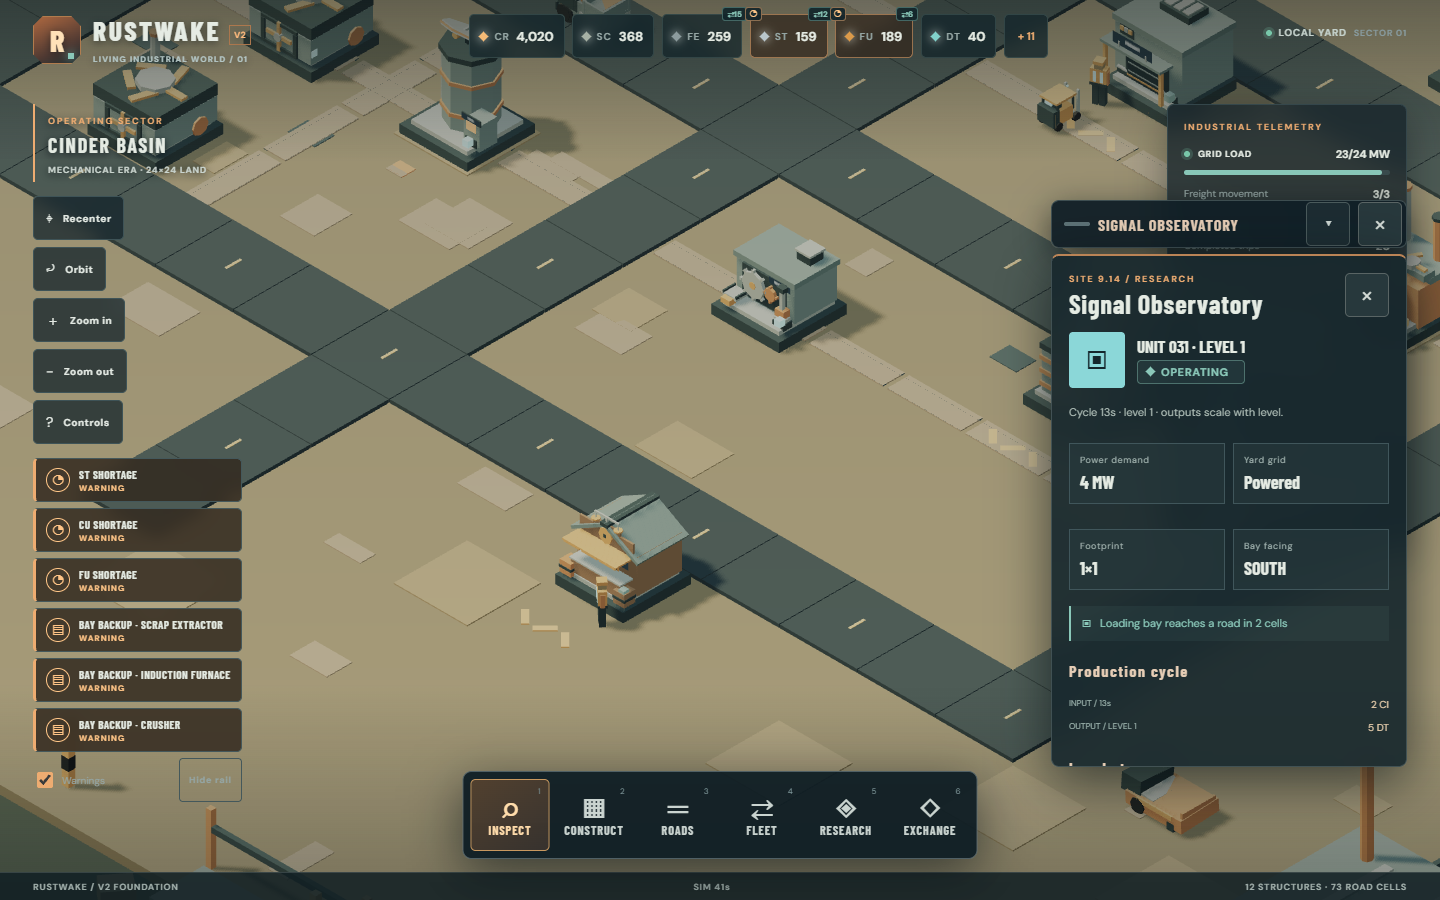 R
RUSTWAKE V2
LIVING INDUSTRIAL WORLD / 01
CR 4,020
SC 368
⇄15
FE 259
⇄12
ST 159
⇄6
FU 189
DT 40
+ 11
LOCAL YARD SECTOR 01
OPERATING SECTOR
CINDER BASIN
MECHANICAL ERA · 24×24 LAND
Recenter
Orbit
+ Zoom in
− Zoom out
? Controls
ST SHORTAGE
WARNING
CU SHORTAGE
WARNING
FU SHORTAGE
WARNING
BAY BACKUP · SCRAP EXTRACTOR
WARNING
BAY BACKUP · INDUCTION FURNACE
WARNING
BAY BACKUP · CRUSHER
WARNING
Warnings
Hide rail
INDUSTRIAL TELEMETRY
GRID LOAD 23/24 MW
Freight movement 3/3
SIGNAL OBSERVATORY ▼ ×
SITE 9.14 / RESEARCH
Signal Observatory ×
UNIT 031 · LEVEL 1
OPERATING
Cycle 13s · level 1 · outputs scale with level.
Power demand
4 MW
Yard grid
Powered
Footprint
1×1
Bay facing
SOUTH
Loading bay reaches a road in 2 cells
Production cycle
INPUT / 13s 2 CI
OUTPUT / LEVEL 1 5 DT
1
INSPECT
2
CONSTRUCT
3
ROADS
4
FLEET
5
RESEARCH
6
EXCHANGE
RUSTWAKE / V2 FOUNDATION
SIM 41s
12 STRUCTURES · 73 ROAD CELLS